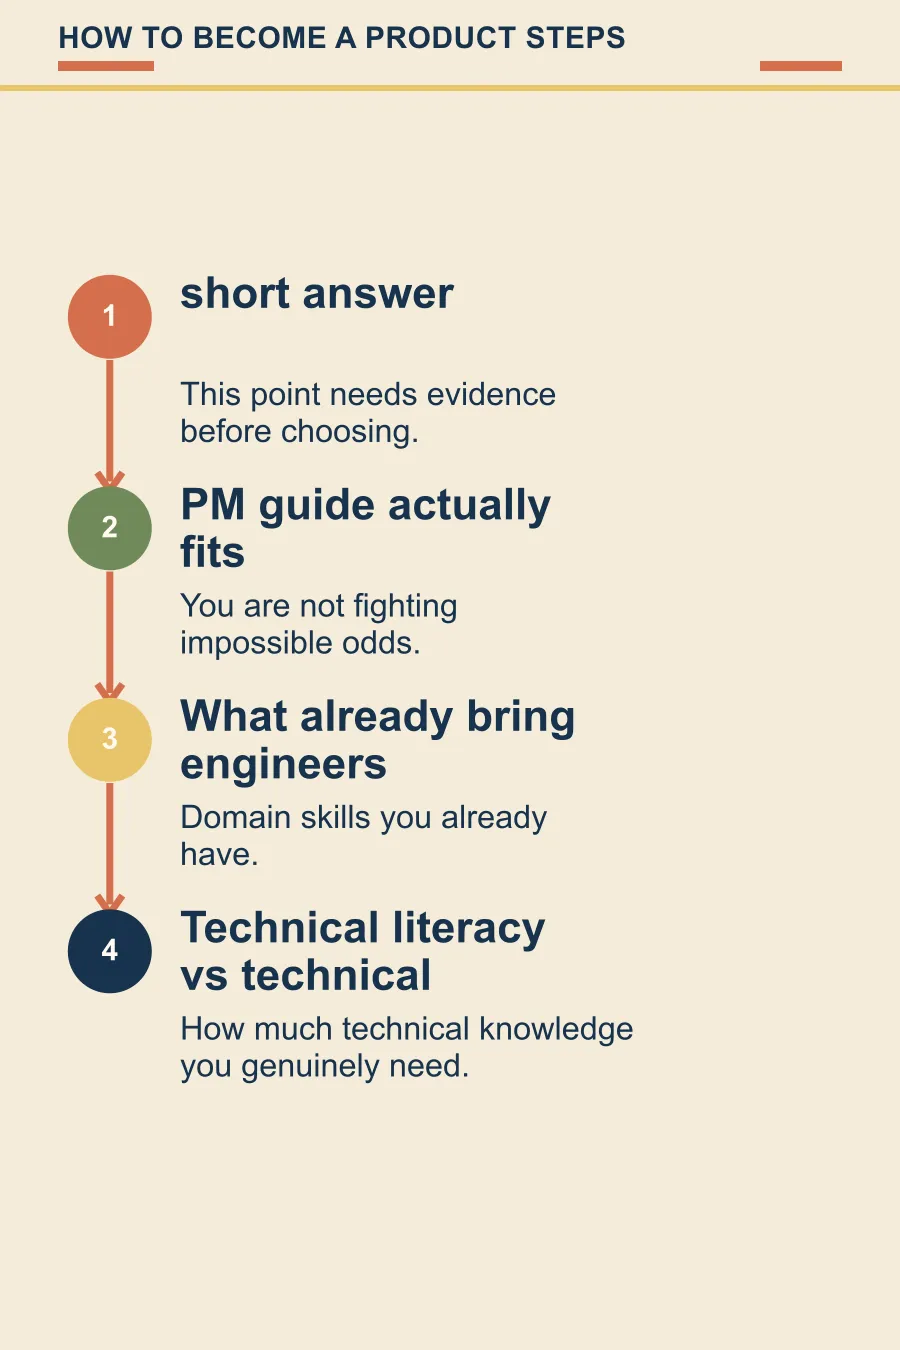 HOW TO BECOME A PRODUCT STEPS
1
short answer
This point needs evidence
before choosing.
2
PM guide actually
fits
You are not fighting
impossible odds.
3
What already bring
engineers
Domain skills you already
have.
4
Technical literacy
vs technical
How much technical knowledge
you genuinely need.